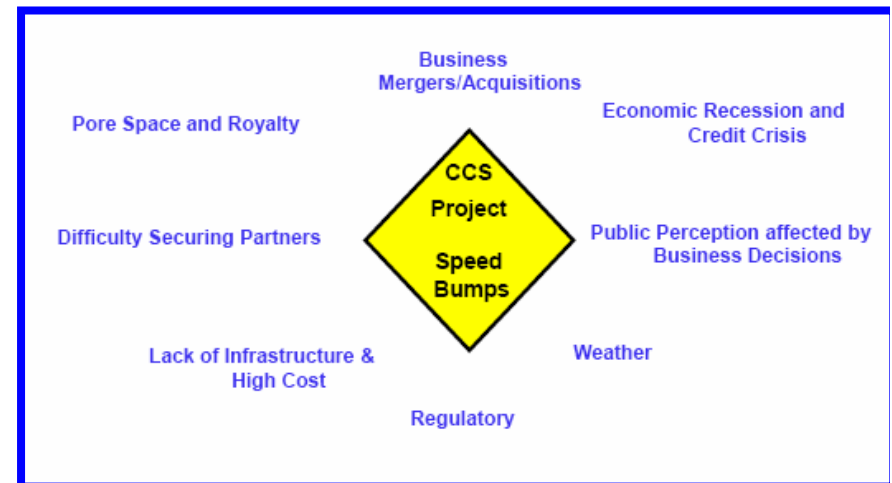 Business
Mergers/Acquisitions
Economic Recession and
Credit Crisis
Pore Space and Royalty
CCS
Project
Speed
Bumps
Difficulty Securing Partners
Public Perception affected by
Business Decisions
Lack of Infrastructure &
High Cost
Weather
Regulatory